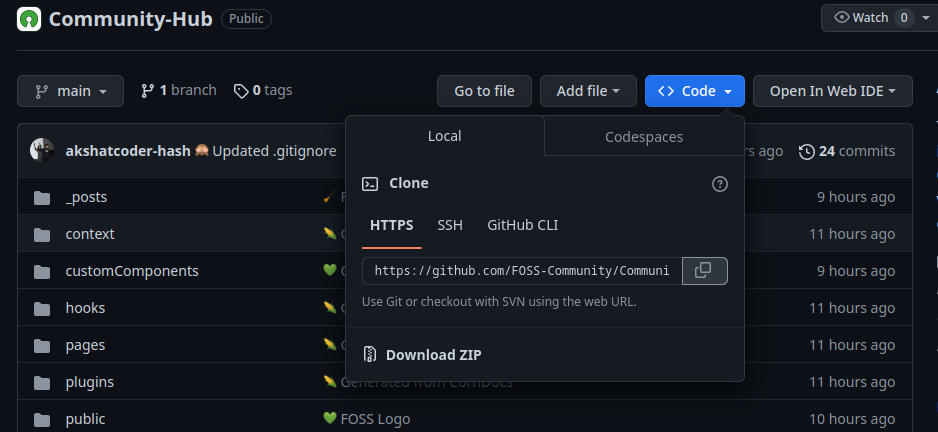 Community-Hub Public
Watch 0
main 1 branch 0 tags Go to file Add file Code Open In Web IDE
akshatcoder-hash Updated .gitignore rs ago 24 commits
Local Codespaces
Clone
HTTPS SSH GitHub CLI
https://github.com/FOSS-Community/Communi
Use Git or checkout with SVN using the web URL.
Download ZIP
_posts 9 hours ago
context 11 hours ago
customComponents 9 hours ago
hooks 11 hours ago
pages 11 hours ago
plugins Generated from CornDocs 11 hours ago
public FOSS Logo 10 hours ago